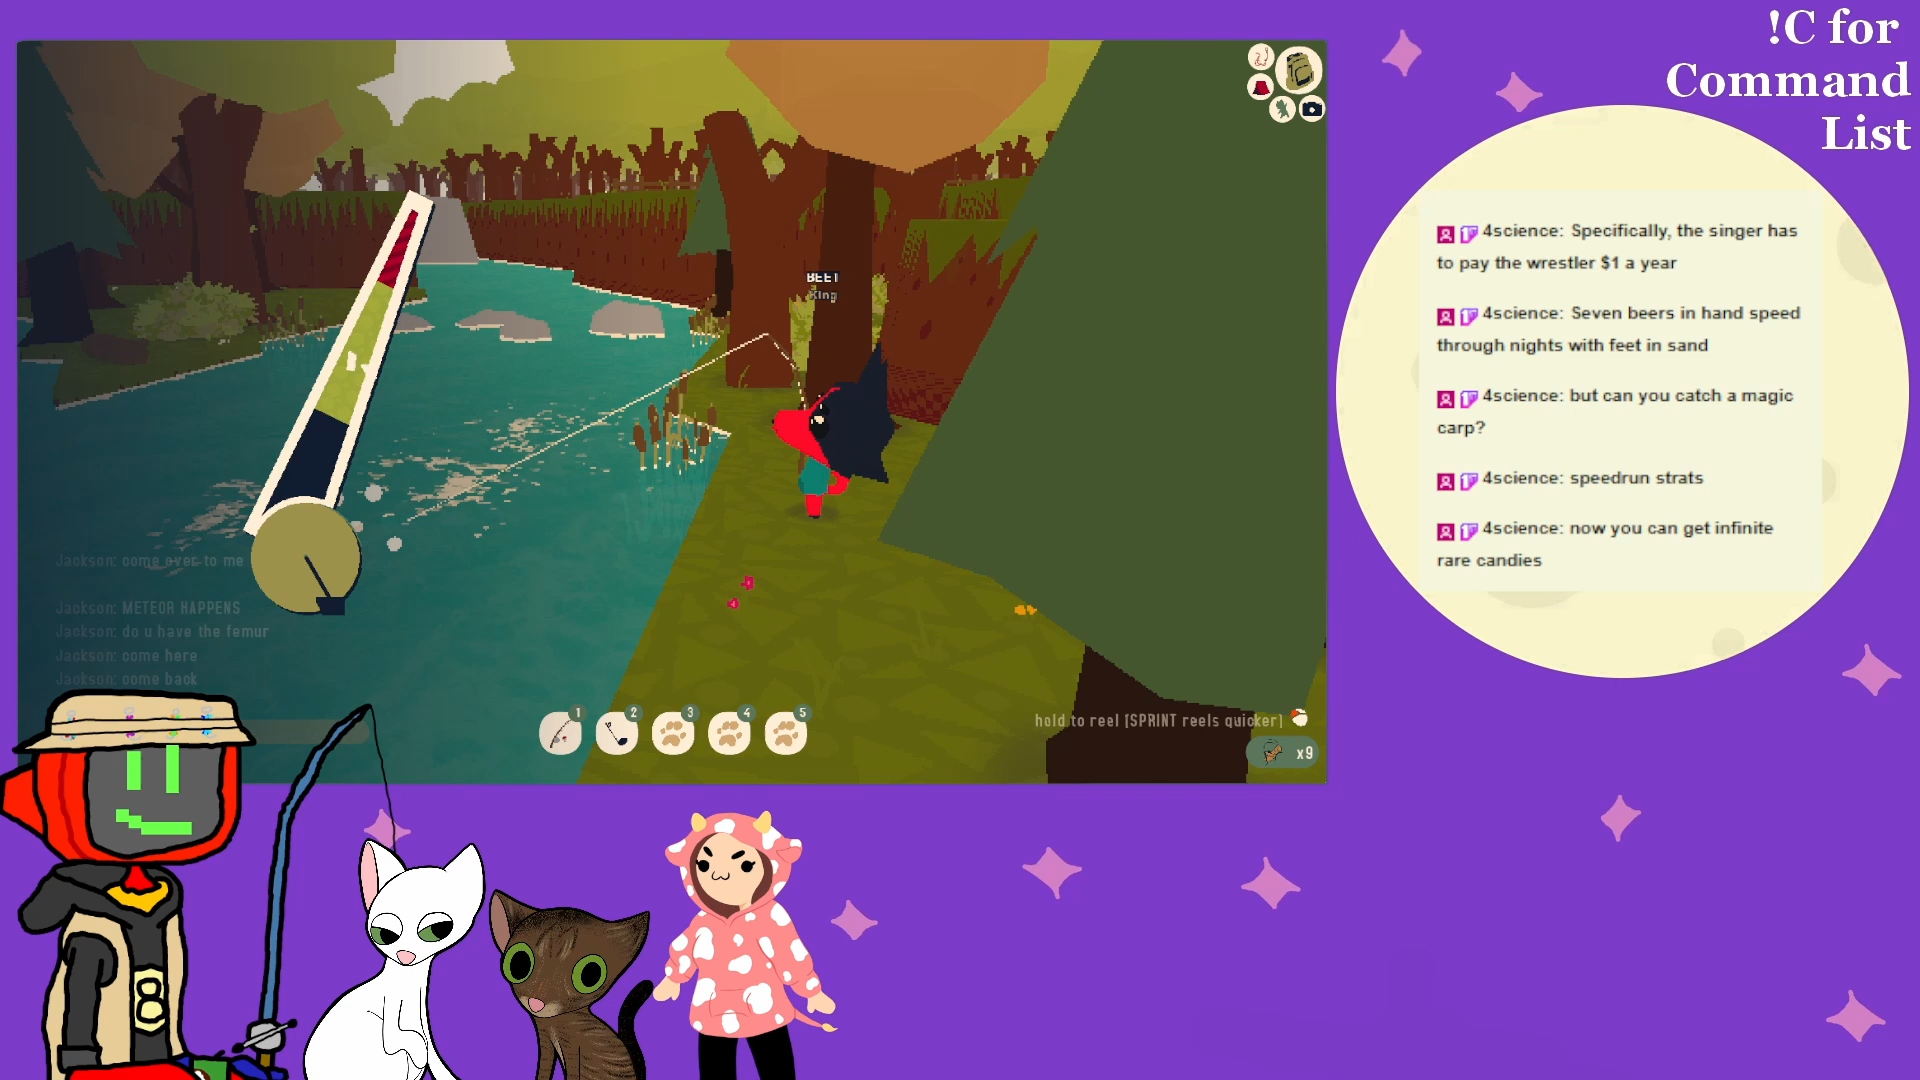 !C for
Command
List
4science: Specifically, the singer has
to pay the wrestler $1 a year
4science: Seven beers in hand speed
through nights with feet in sand
4science: but can you catch a magic
carp?
4science: speedrun strats
4science: now you can get infinite
rare candies
BEET
King
Jackson: come over to me
Jackson: METEOR HAPPENS
Jackson: do u have the femur
Jackson: come here
Jackson: come back
1 2 3 4 5
hold to reel [SPRINT reels quicker]
x9
8